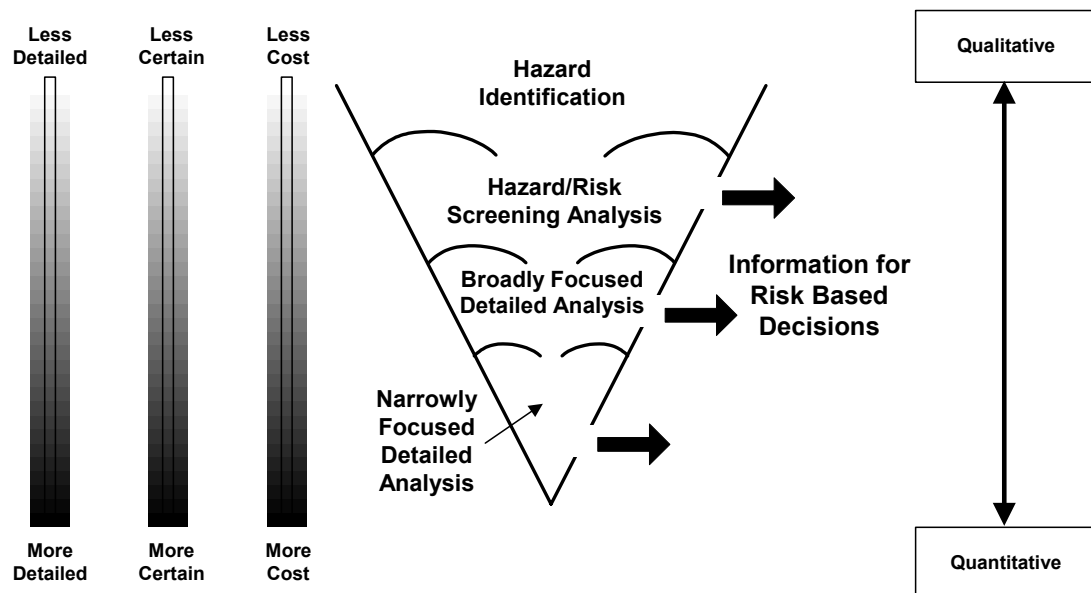 Less
Detailed
Less
Certain
Less
Cost
Hazard
Identification
Qualitative
Hazard/Risk
Screening Analysis
Broadly Focused
Detailed Analysis
Information for
Risk Based
Decisions
Narrowly
Focused
Detailed
Analysis
More
Detailed
More
Certain
More
Cost
Quantitative